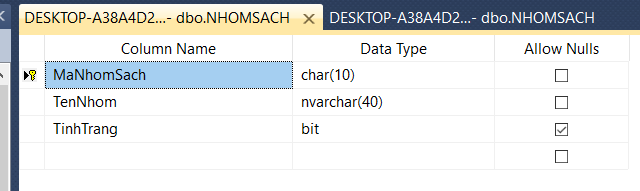 DESKTOP-A38A4D2...- dbo.NHOMSACH DESKTOP-A38A4D2...- dbo.NHOMSACH
Column Name Data Type Allow Nulls
MaNhomSach char(10)
TenNhom nvarchar(40)
TinhTrang bit